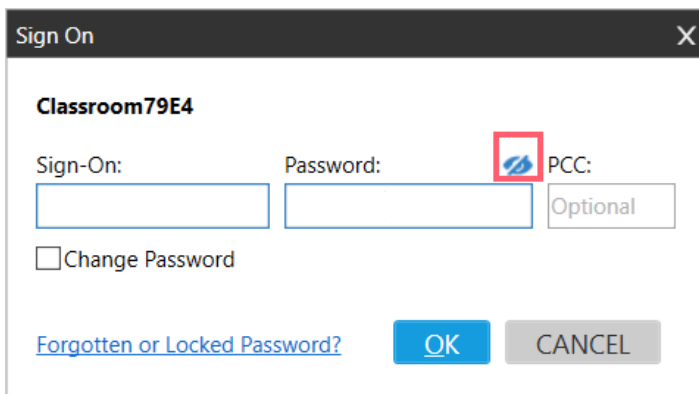 Sign On X
Classroom79E4
Sign-On: Password: PCC:
Optional
Change Password
Forgotten or Locked Password? OK CANCEL